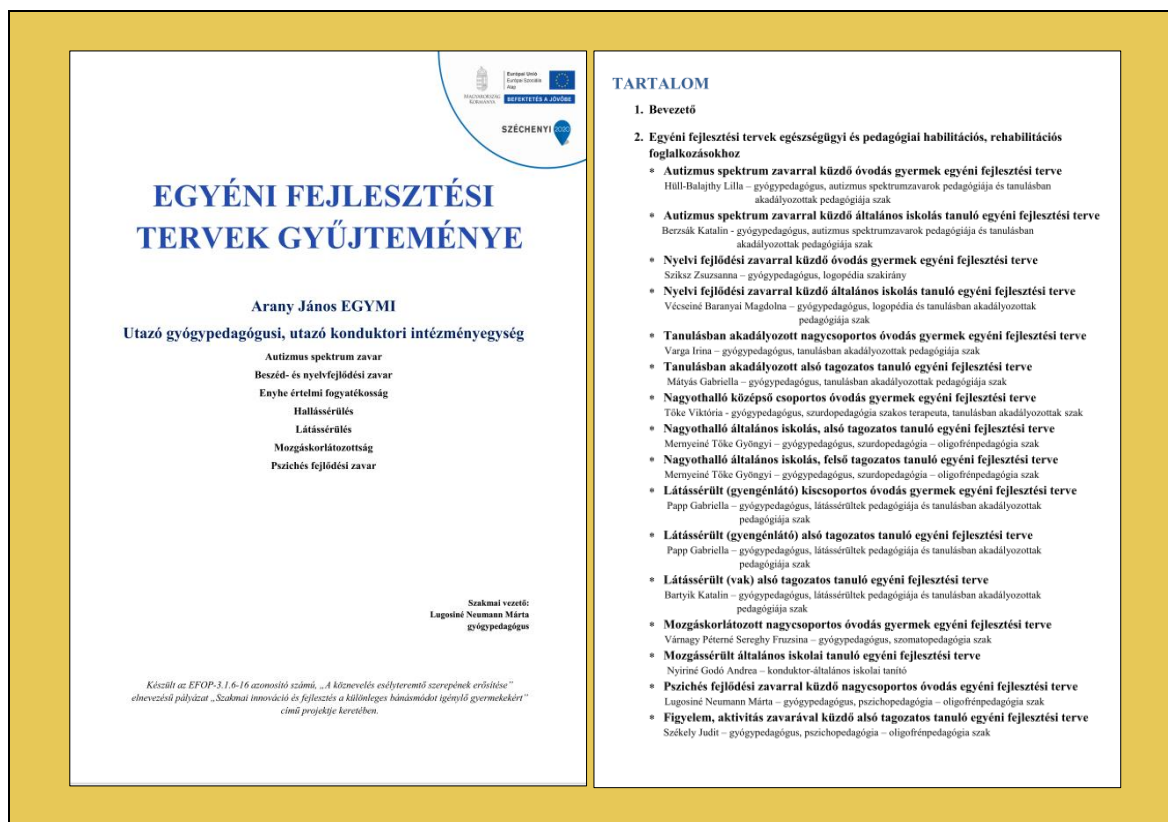 MAGYARORSZÁG
KORMÁNYA
Európai Unió
Európai Szociális
Alap
BEFEKTETÉS A JÖVŐBE
SZÉCHENYI 2020
EGYÉNI FEJLESZTÉSI
TERVEK GYŰJTEMÉNYE
Arany János EGYMI
Utazó gyógypedagógusi, utazó konduktori intézményegység
Autizmus spektrum zavar
Beszéd- és nyelvfejlődési zavar
Enyhe értelmi fogyatékosság
Hallássérülés
Látássérülés
Mozgáskorlátozottság
Pszichés fejlődési zavar
Szakmai vezető:
Lugosiné Neumann Márta
gyógypedagógus
Készült az EFOP-3.1.6-16 azonosító számú, „A köznevelés esélyteremtő szerepének erősítése”
elnevezésű pályázat „Szakmai innováció és fejlesztés a különleges bánásmódot igénylő gyermekekért”
című projektje keretében.
TARTALOM
1. Bevezető
2. Egyéni fejlesztési tervek egészségügyi és pedagógiai habilitációs, rehabilitációs
foglalkozásokhoz
* Autizmus spektrum zavarral küzdő óvodás gyermek egyéni fejlesztési terve
Hüll-Balajthy Lilla – gyógypedagógus, autizmus spektrumzavarok pedagógiája és tanulásban
akadályozottak pedagógiája szak
* Autizmus spektrum zavarral küzdő általános iskolás tanuló egyéni fejlesztési terve
Berzsák Katalin - gyógypedagógus, autizmus spektrumzavarok pedagógiája és tanulásban
akadályozottak pedagógiája szak
* Nyelvi fejlődési zavarral küzdő óvodás gyermek egyéni fejlesztési terve
Sziksz Zsuzsanna – gyógypedagógus, logopédia szakirány
* Nyelvi fejlődési zavarral küzdő általános iskolás tanuló egyéni fejlesztési terve
Vécseiné Baranyai Magdolna – gyógypedagógus, logopédia és tanulásban akadályozottak
pedagógiája szak
* Tanulásban akadályozott nagycsoportos óvodás gyermek egyéni fejlesztési terve
Varga Irina – gyógypedagógus, tanulásban akadályozottak pedagógiája szak
* Tanulásban akadályozott alsó tagozatos tanuló egyéni fejlesztési terve
Mátyás Gabriella – gyógypedagógus, tanulásban akadályozottak pedagógiája szak
* Nagyothalló középső csoportos óvodás gyermek egyéni fejlesztési terve
Tőke Viktória - gyógypedagógus, szurdopedagógia szakos terapeuta, tanulásban akadályozottak szak
* Nagyothalló általános iskolás, alsó tagozatos tanuló egyéni fejlesztési terve
Mernyeiné Tőke Gyöngyi – gyógypedagógus, szurdopedagógia – oligofrénpedagógia szak
* Nagyothalló általános iskolás, felső tagozatos tanuló egyéni fejlesztési terve
Mernyeiné Tőke Gyöngyi – gyógypedagógus, szurdopedagógia – oligofrénpedagógia szak
* Látássérült (gyengénlátó) kiscsoportos óvodás gyermek egyéni fejlesztési terve
Papp Gabriella – gyógypedagógus, látássérültek pedagógiája és tanulásban akadályozottak
pedagógiája szak
* Látássérült (gyengénlátó) alsó tagozatos tanuló egyéni fejlesztési terve
Papp Gabriella – gyógypedagógus, látássérültek pedagógiája és tanulásban akadályozottak
pedagógiája szak
* Látássérült (vak) alsó tagozatos tanuló egyéni fejlesztési terve
Bartyik Katalin – gyógypedagógus, látássérültek pedagógiája és tanulásban akadályozottak
pedagógiája szak
* Mozgáskorlátozott nagycsoportos óvodás gyermek egyéni fejlesztési terve
Várnagy Péterné Sereghy Fruzsina – gyógypedagógus, szomatopedagógia szak
* Mozgássérült általános iskolai tanuló egyéni fejlesztési terve
Nyiriné Godó Andrea – konduktor-általános iskolai tanító
* Pszichés fejlődési zavarral küzdő nagycsoportos óvodás gyermek egyéni fejlesztési terve
Lugosiné Neumann Márta – gyógypedagógus, pszichopedagógia – oligofrénpedagógia szak
* Figyelem, aktivitás zavarával küzdő alsó tagozatos tanuló egyéni fejlesztési terve
Székely Judit – gyógypedagógus, pszichopedagógia – oligofrénpedagógia szak